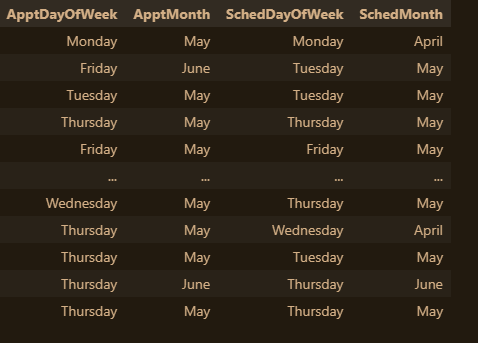 ApptDayOfWeek ApptMonth SchedDayOfWeek SchedMonth
Monday May Monday April
Friday June Tuesday May
Tuesday May Tuesday May
Thursday May Thursday May
Friday May Friday May
... ... ... ...
Wednesday May Thursday May
Thursday May Wednesday April
Thursday May Tuesday May
Thursday June Thursday June
Thursday May Thursday May